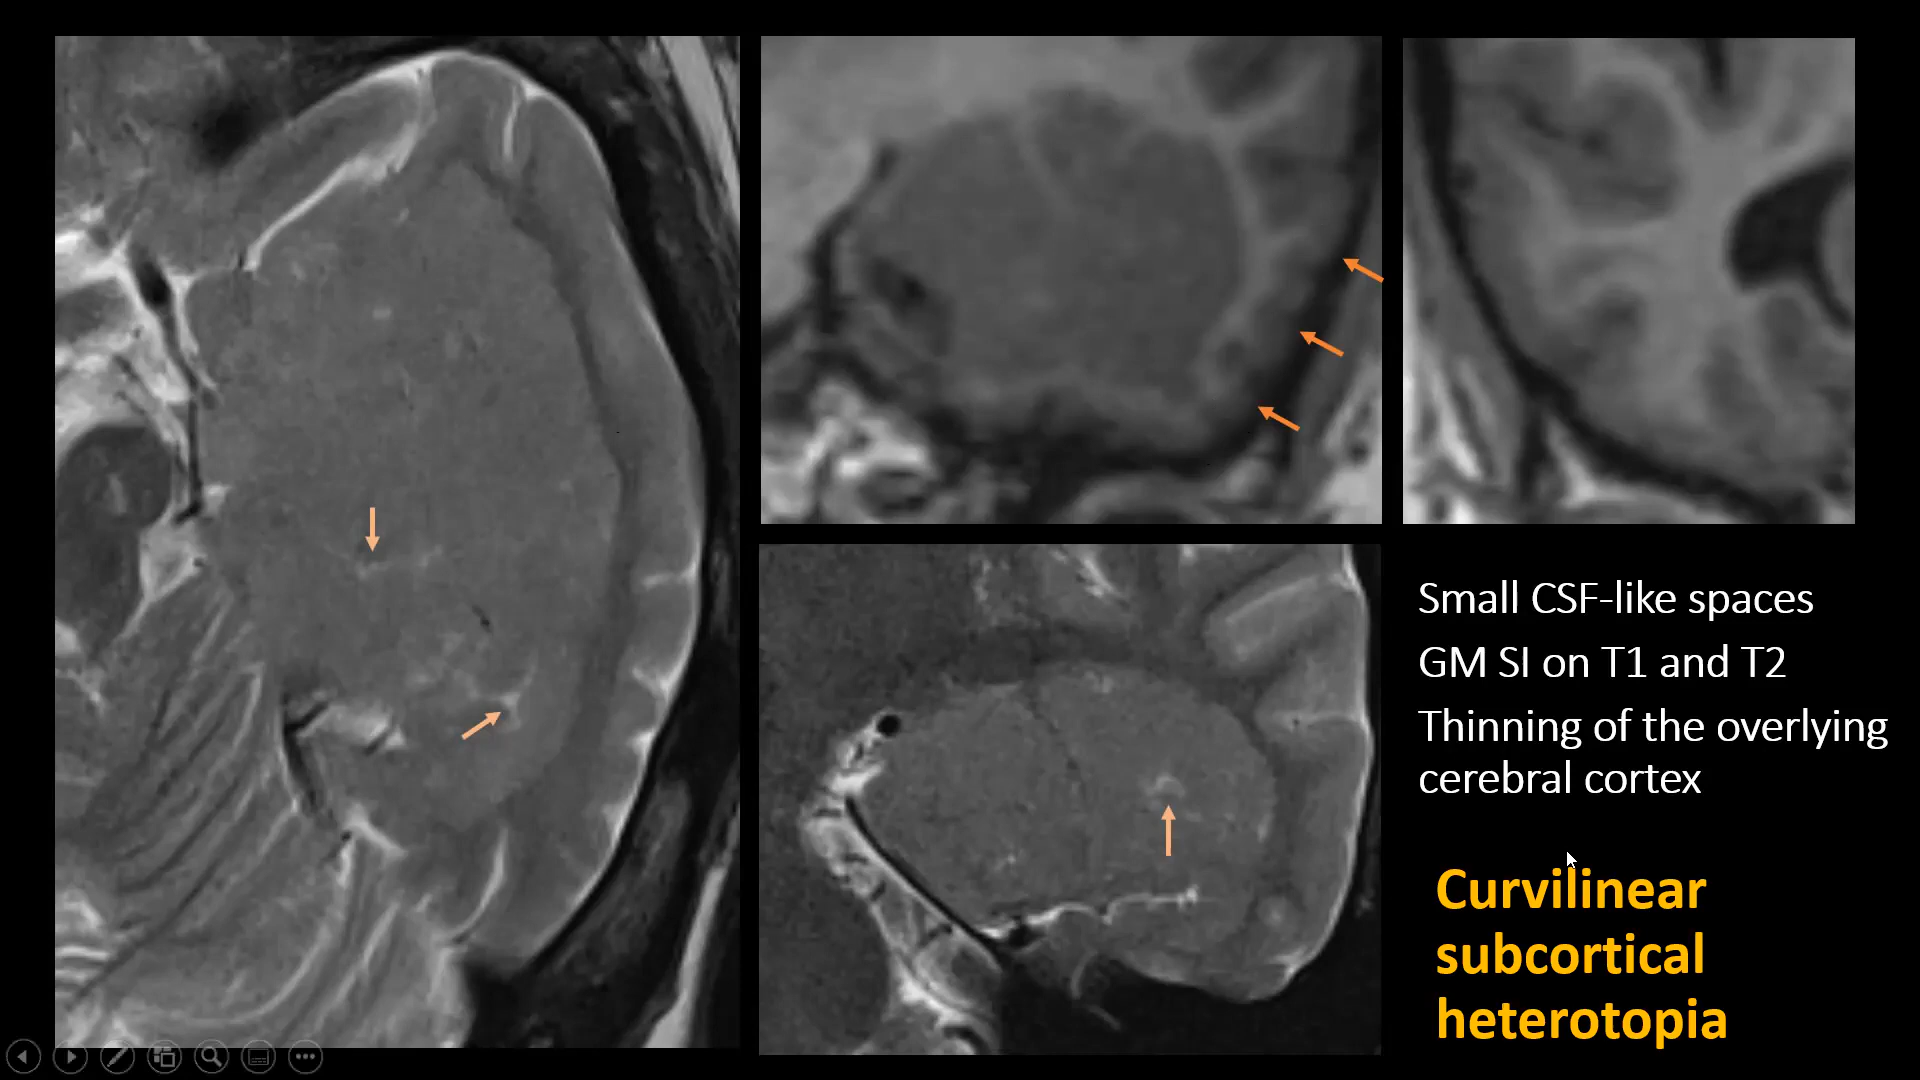 Small CSF-like spaces
GM SI on T1 and T2
Thinning of the overlying
cerebral cortex
Curvilinear
subcortical
heterotopia